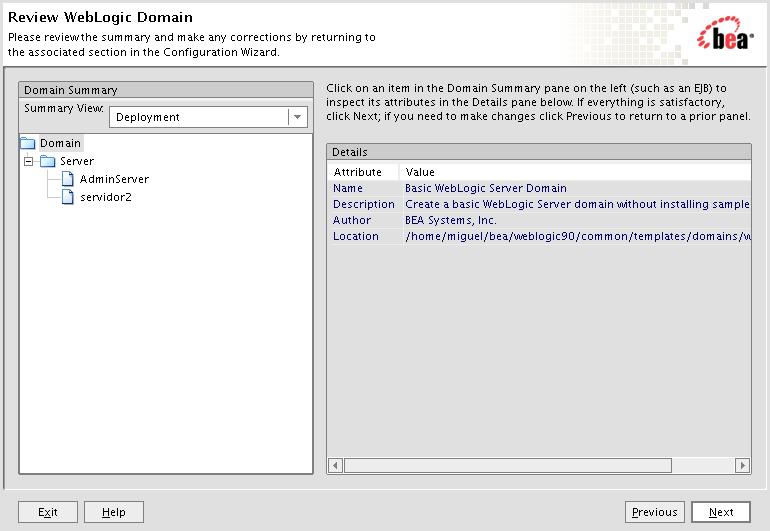 Review WebLogic Domain
Please review the summary and make any corrections by returning to
the associated section in the Configuration Wizard.
bea
Domain Summary
Summary View:
Deployment
Domain
Server
AdminServer
servidor2
Click on an item in the Domain Summary pane on the left (such as an EJB) to
inspect its attributes in the Details pane below. If everything is satisfactory,
click Next; if you need to make changes click Previous to return to a prior panel.
Details
Attribute Value
Name Basic WebLogic Server Domain
Description Create a basic WebLogic Server domain without installing sample
Author BEA Systems, Inc.
Location /home/miguel/bea/weblogic90/common/templates/domains/w
Exit Help Previous Next